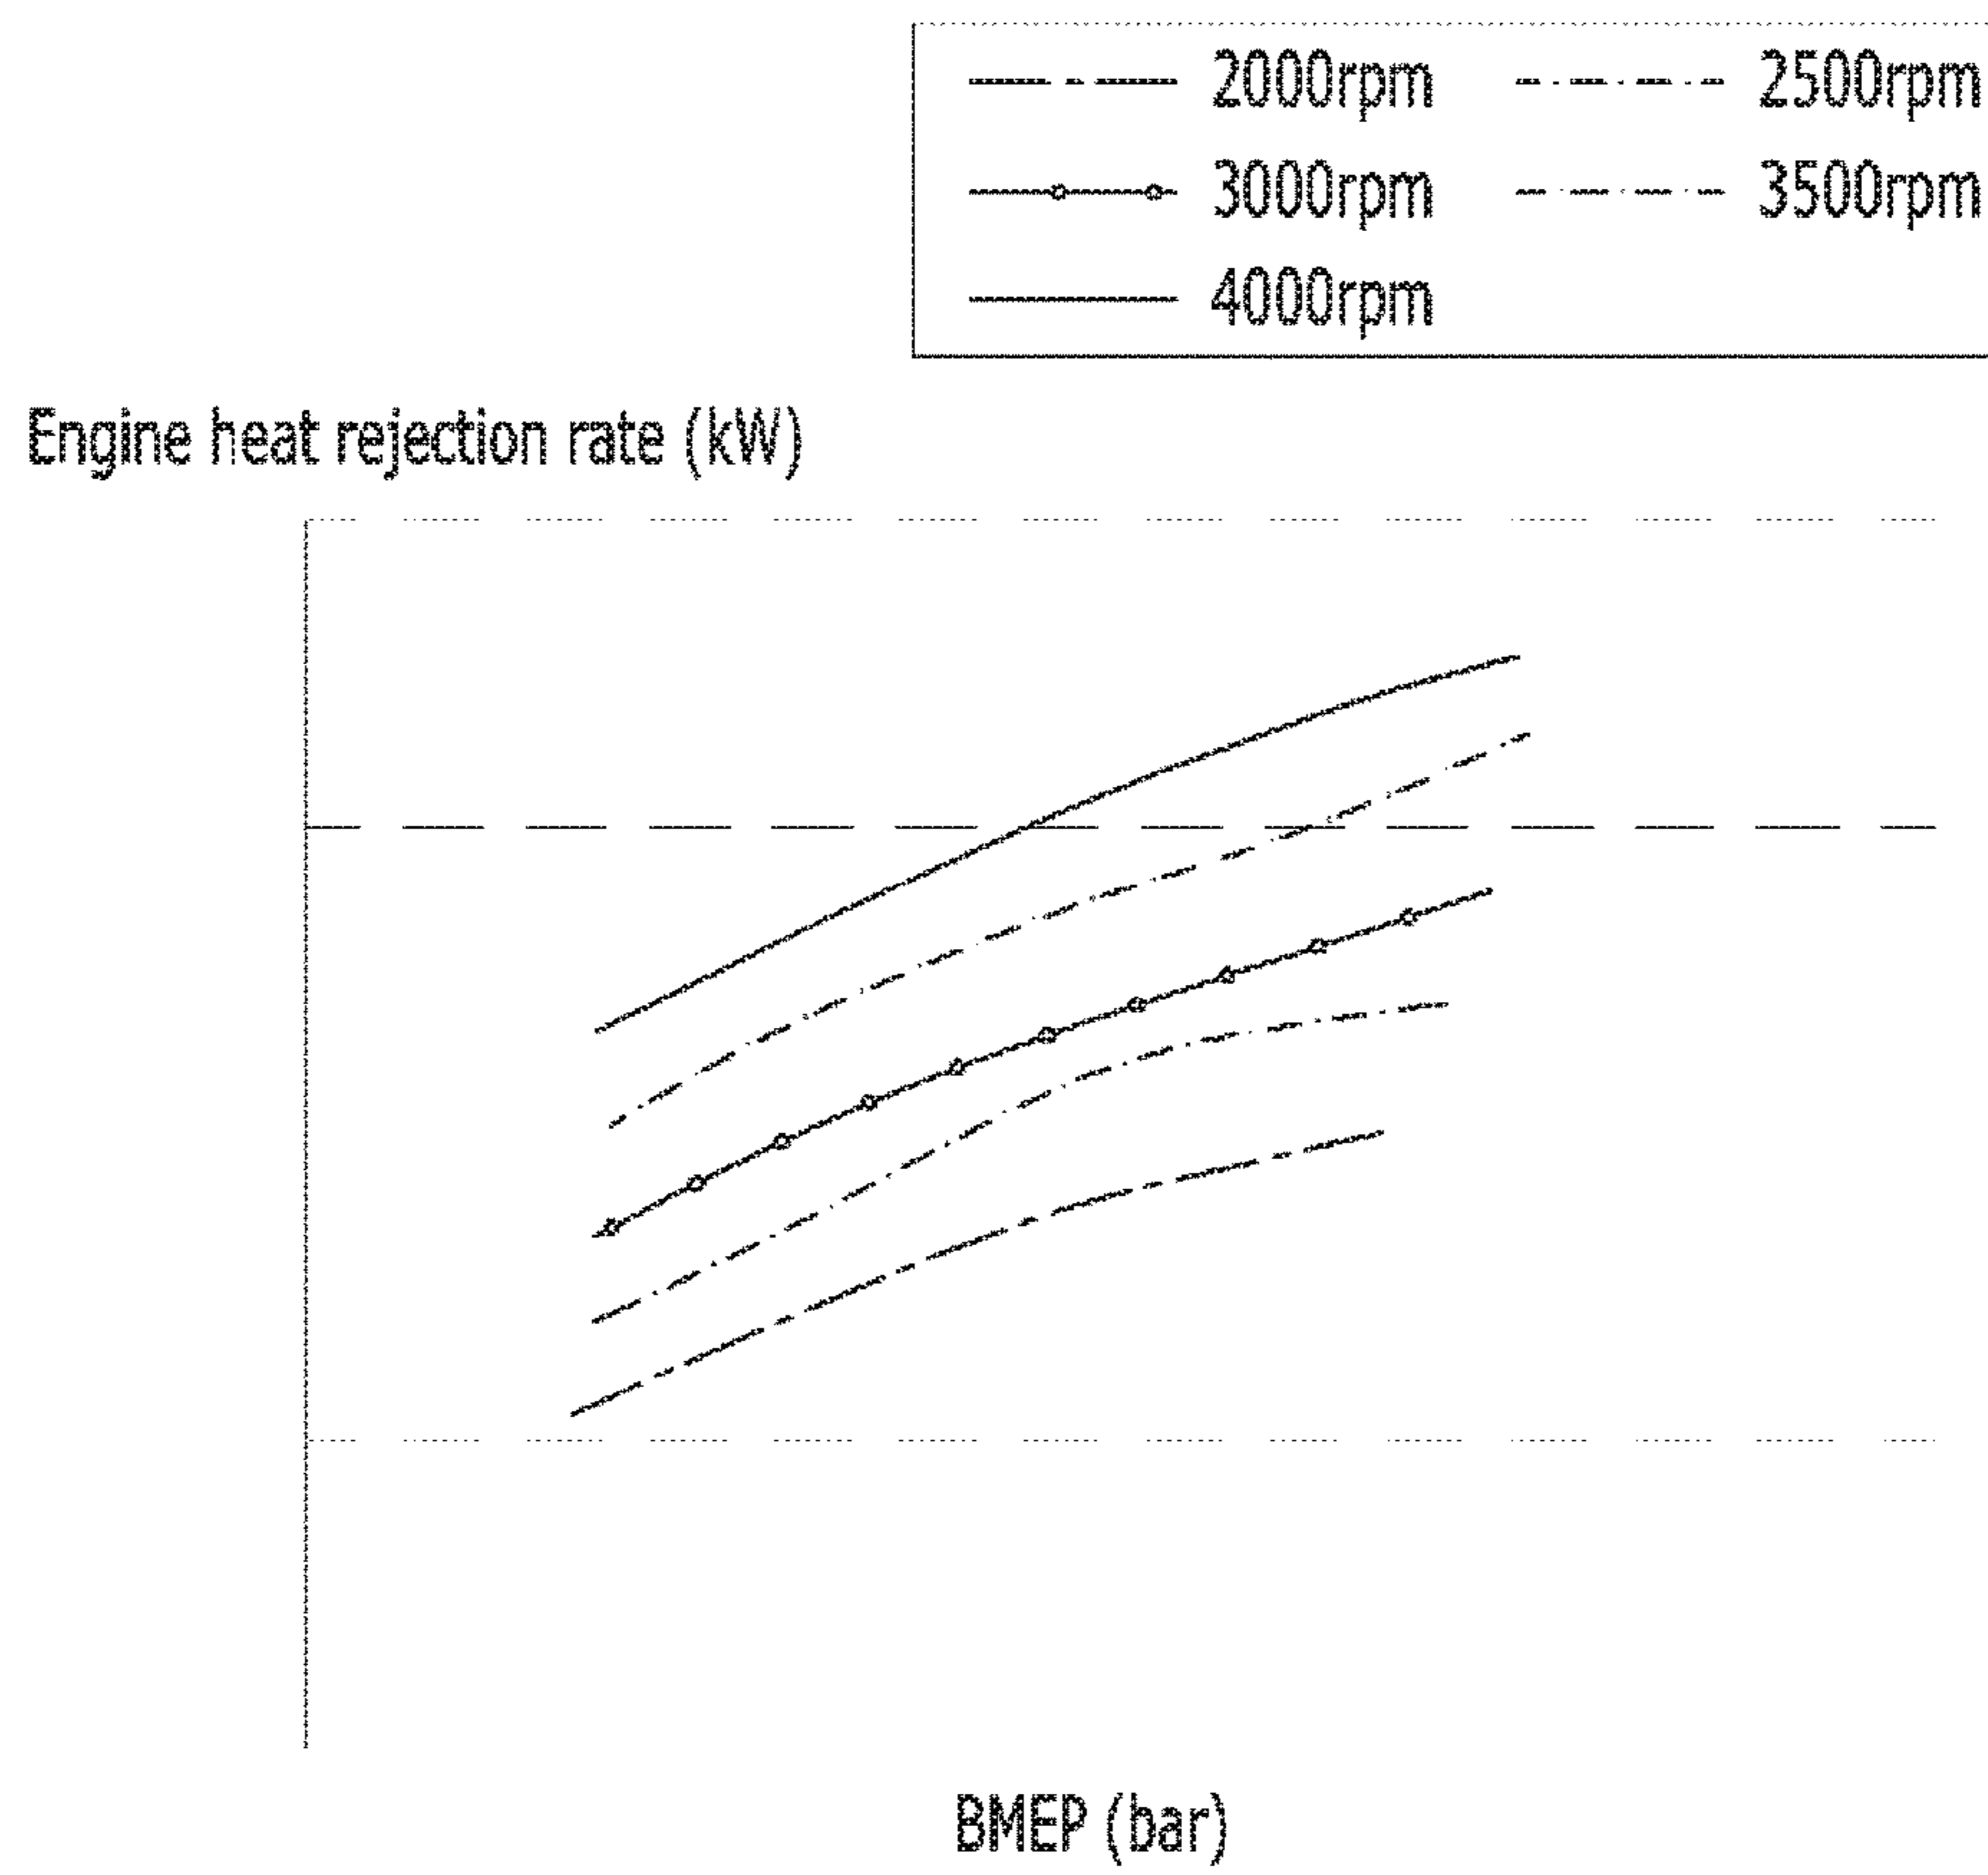 2000rpm 2500rpm
3000rpm 3500rpm
4000rpm
Engine heat rejection rate (kW)
BMEP (bar)